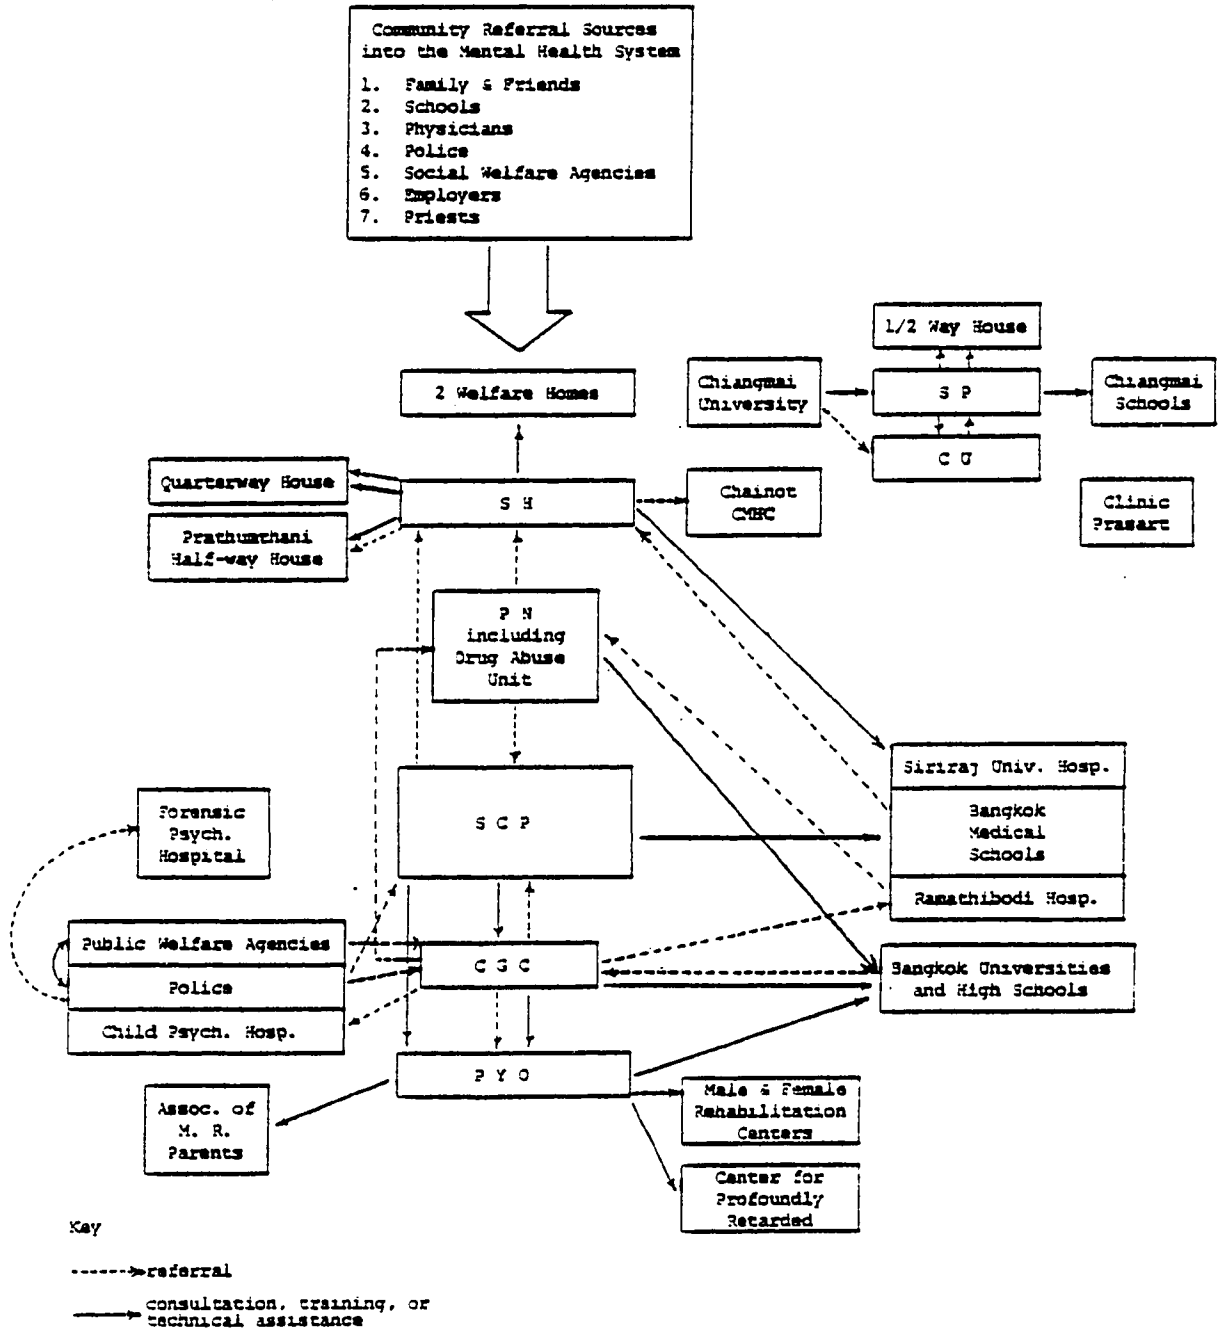 Community Referral Sources
into the Mental Health System
1. Family & Friends
2. Schools
3. Physicians
4. Police
5. Social Welfare Agencies
6. Employers
7. Priests
1/2 Way House
2 Welfare Homes
Chiangmai
University
S P
Chiangmai
Schools
C U
Quarterway House
S H
Chainot
CMHC
Clinic
Prasart
Prathumthani
Half-way House
P N
including
Drug Abuse
Unit
Siriraj Univ. Hosp.
Bangkok
Medical
Schools
Ramathibodi Hosp.
S C P
Forensic
Psych.
Hospital
Public Welfare Agencies
Police
Child Psych. Hosp.
C G C
Bangkok Universities
and High Schools
P Y O
Assoc. of
M. R.
Parents
Male & Female
Rehabilitation
Centers
Center for
Profoundly
Retarded
Key
referral
consultation, training, or
technical assistance